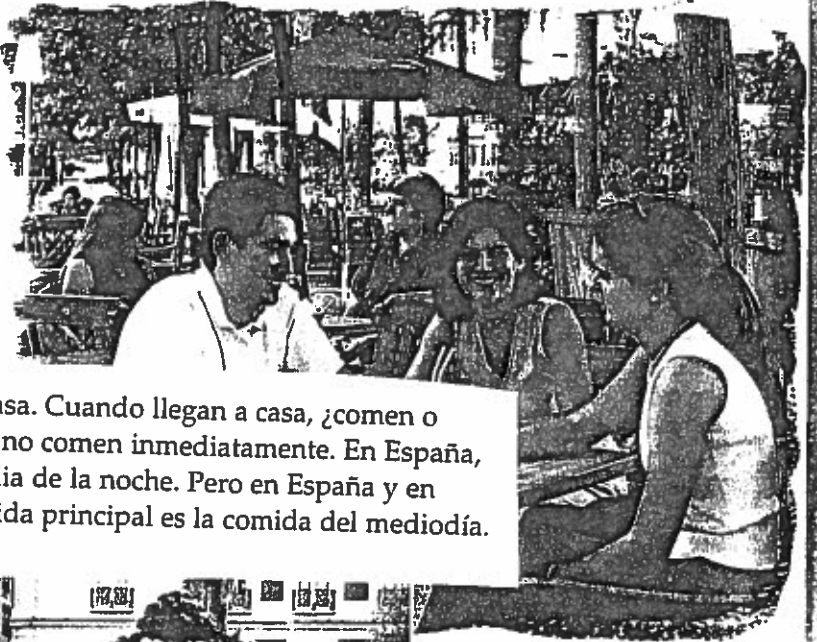 asa. Cuando llegan a casa, ¿comen o
no comen inmediatamente. En España,
ia de la noche. Pero en España y en
ida principal es la comida del mediodía.